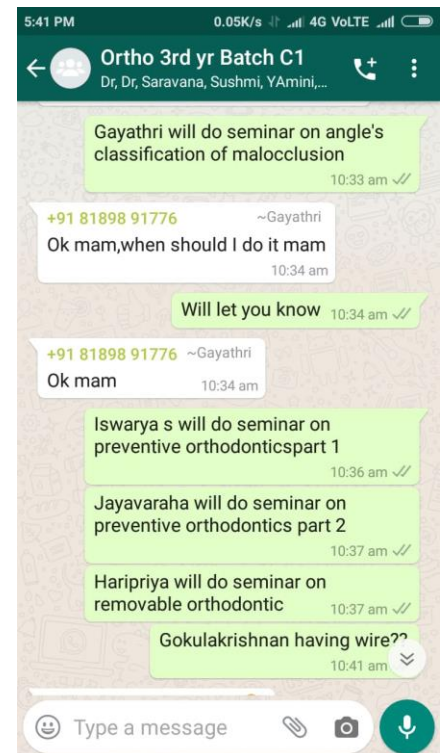 5:41 PM 0.05K/s 4G VoLTE
Ortho 3rd yr Batch C1
Dr, Dr, Saravana, Sushmi, YAmini,...
Gayathri will do seminar on angle's
classification of malocclusion
10:33 am
+91 81898 91776 ~Gayathri
Ok mam,when should I do it mam
10:34 am
Will let you know 10:34 am
+91 81898 91776 ~Gayathri
Ok mam 10:34 am
Iswarya s will do seminar on
preventive orthodonticspart 1
10:36 am
Jayavaraha will do seminar on
preventive orthodontics part 2
10:37 am
Haripriya will do seminar on
removable orthodontic 10:37 am
Gokulakrishnan having wire??
10:41 am
Type a message